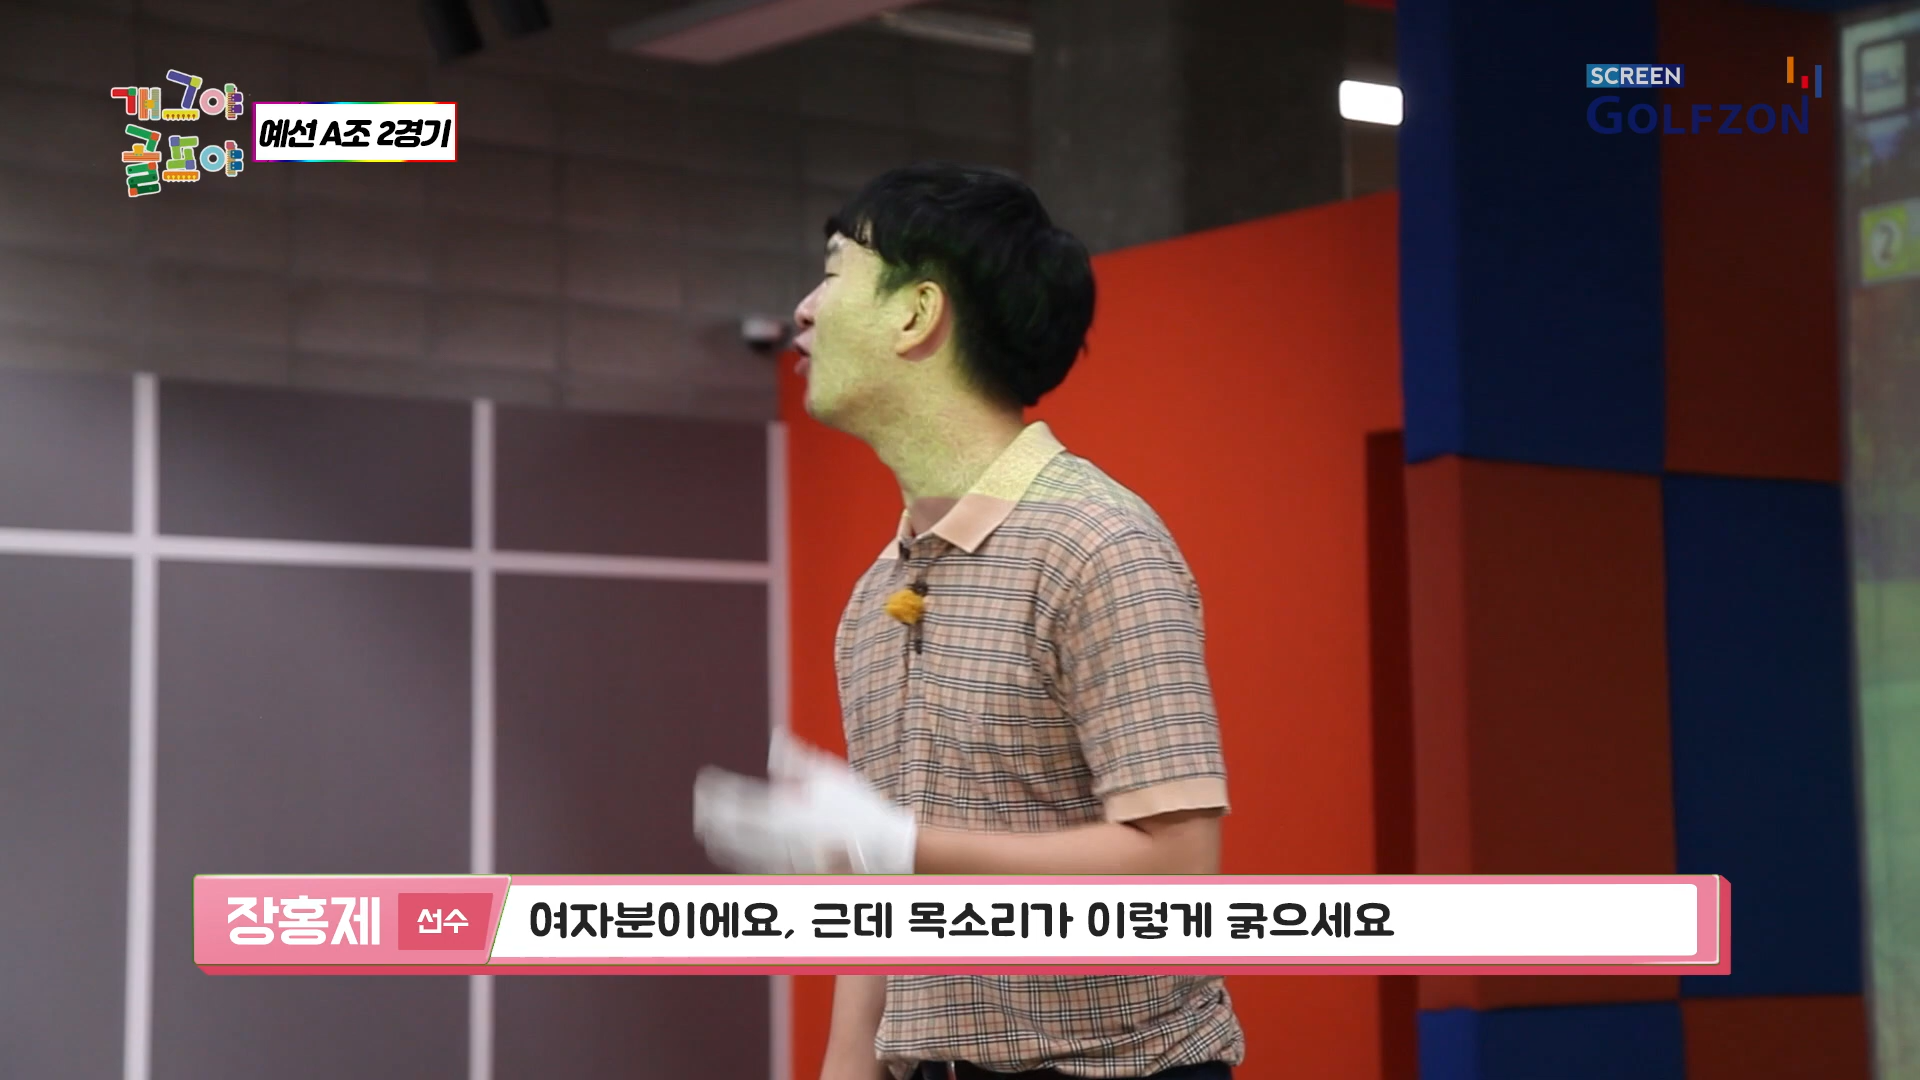 개그야
골프야
예선 A조 2경기
SCREEN
GOLFZON
2
장홍제 선수 여자분이에요, 근데 목소리가 이렇게 굵으세요